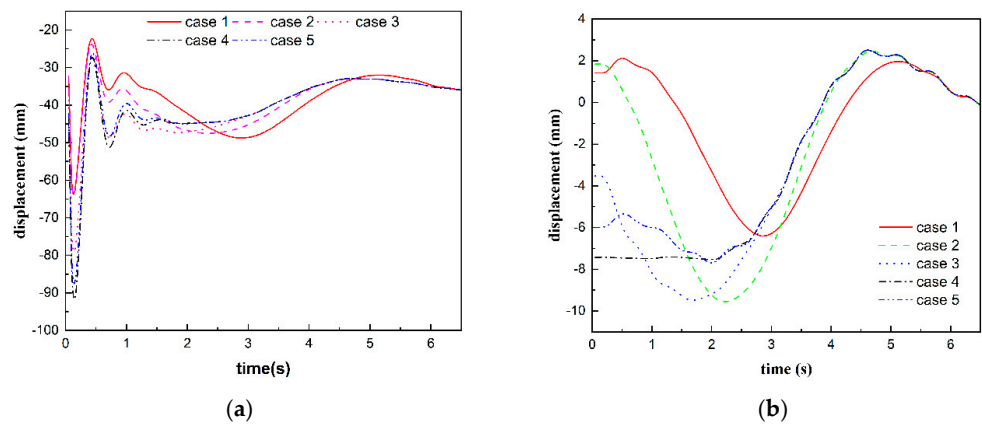 -20
-30
-40
-50
-60
-70
-80
-90
-100
displacement (mm)
case 1 case 2 case 3
case 4 case 5
0 1 2 3 4 5 6
time(s)
(a)
4
2
0
-2
-4
-6
-8
-10
displacement (mm)
case 1
case 2
case 3
case 4
case 5
0 1 2 3 4 5 6
time (s)
(b)